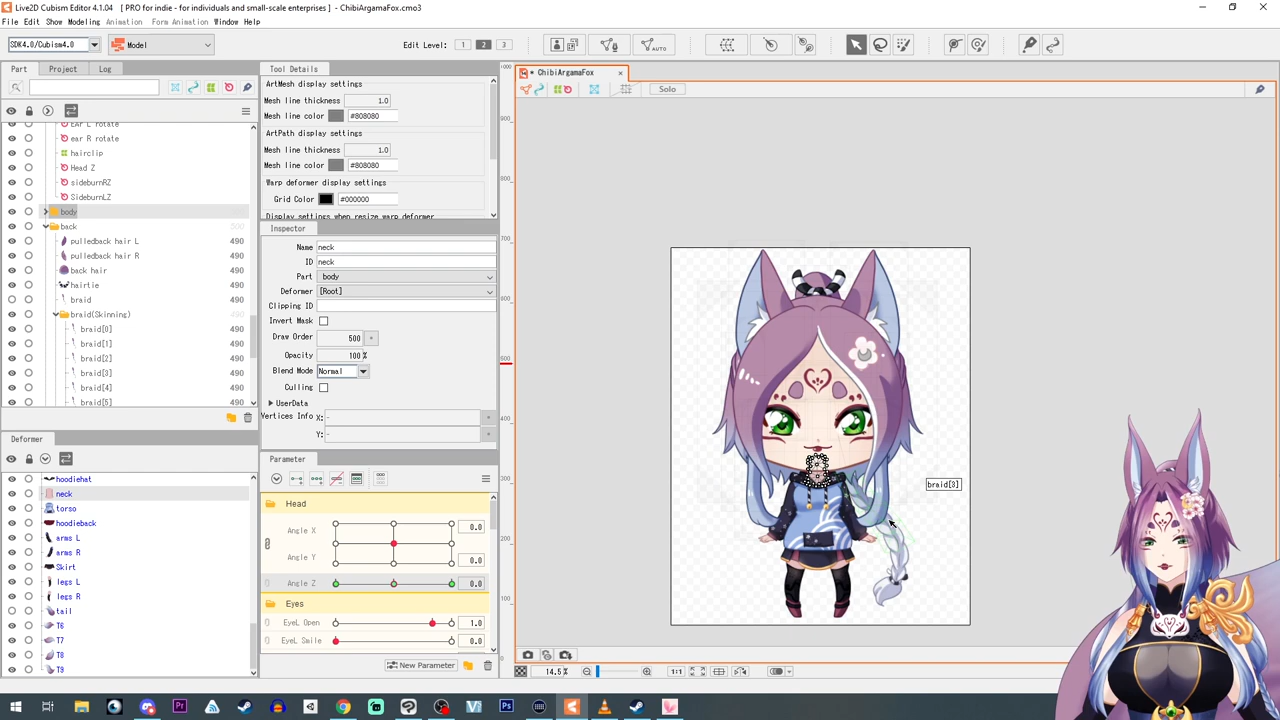 Live2D Cubism Editor 4.1.04 [ PRO for indie - for individuals and small-scale enterprises ] - ChibiArgamaFox.cmo3
File Edit Show Modeling Animation Form Animation Window Help
SDK4.0/Cubism4.0
Model
Edit Level: 1 2 3
AUTO
Part Project Log
Ear L rotate
ear R rotate
hairclip
Head Z
sideburnRZ
SideburnLZ
body
back 500
pulledback hair L 490
pulledback hair R 490
back hair 490
hairtie 490
braid 490
braid(Skinning) 490
braid[0] 490
braid[1] 490
braid[2] 490
braid[3] 490
braid[4] 490
braid[5] 490
Deformer
hoodiehat
neck
torso
hoodieback
arms L
arms R
Skirt
legs L
legs R
tail
T6
T7
T8
T9
Tool Details
ArtMesh display settings
Mesh line thickness 1.0
Mesh line color #808080
ArtPath display settings
Mesh line thickness 1.0
Mesh line color #808080
Warp deformer display settings
Grid Color #000000
Display settings when resize warp deformer
Inspector
Name neck
ID neck
Part body
Deformer [Root]
Clipping ID
Invert Mask
Draw Order 500
Opacity 100 %
Blend Mode Normal
Culling
UserData
Vertices Info X: -
Y: -
Parameter
Head
Angle X 0.0
Angle Y 0.0
Angle Z 0.0
Eyes
EyeL Open 1.0
EyeL Smile 0.0
New Parameter
* ChibiArgamaFox
Solo
braid[3]
14.5%
1:1